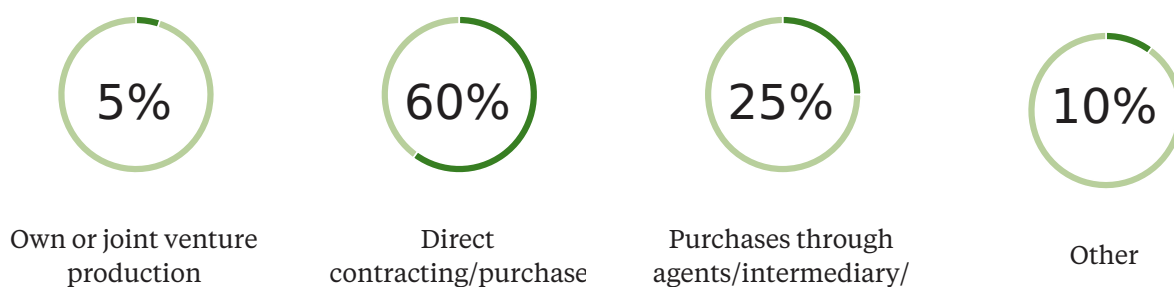 5%
60%
25%
10%
Own or joint venture
production
Direct
contracting/purchase
Purchases through
agents/intermediary/
Other